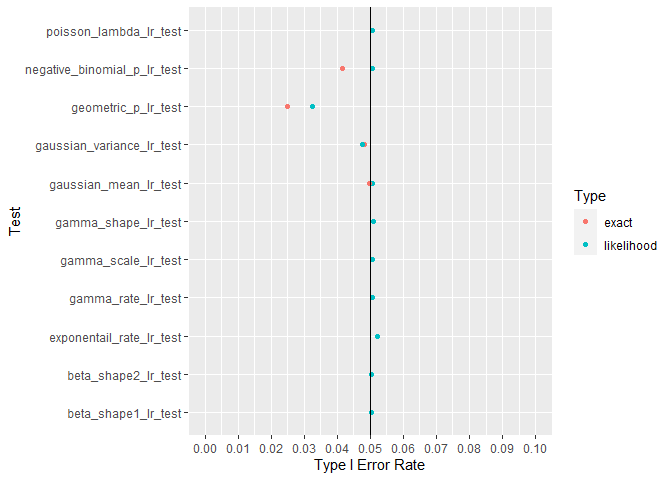 poisson_lambda_lr_test
negative_binomial_p_lr_test
geometric_p_lr_test
gaussian_variance_lr_test
gaussian_mean_lr_test
gamma_shape_lr_test
gamma_scale_lr_test
gamma_rate_lr_test
exponentail_rate_lr_test
beta_shape2_lr_test
beta_shape1_lr_test
Test
0.00 0.01 0.02 0.03 0.04 0.05 0.06 0.07 0.08 0.09 0.10
Type I Error Rate
Type
exact
likelihood